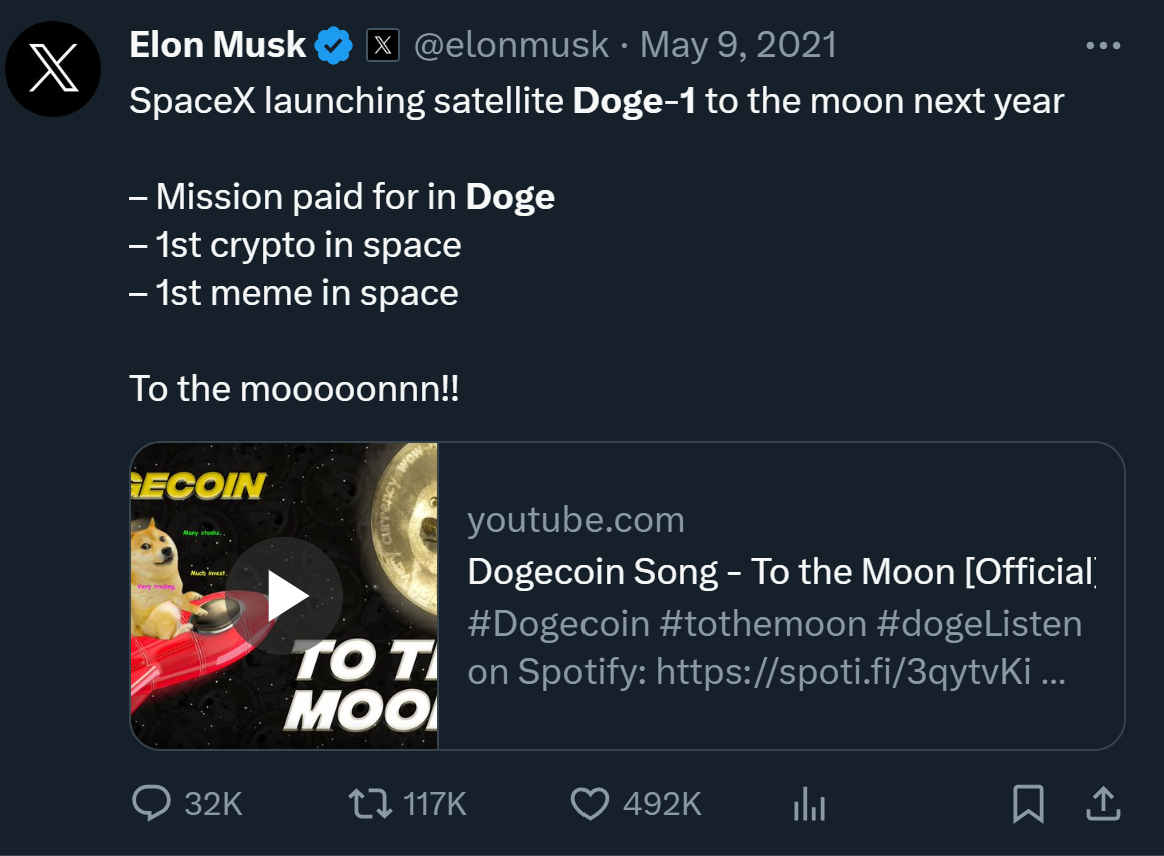 Elon Musk X @elonmusk · May 9, 2021
SpaceX launching satellite Doge-1 to the moon next year
– Mission paid for in Doge
– 1st crypto in space
– 1st meme in space
To the mooooonnn!!
GECOIN
Many stonks..
Much invest.
Very trading.
currency wow
TO T
MOO
youtube.com
Dogecoin Song - To the Moon [Official]
#Dogecoin #tothemoon #dogeListen
on Spotify: https://spoti.fi/3qytvKi ...
32K 117K 492K